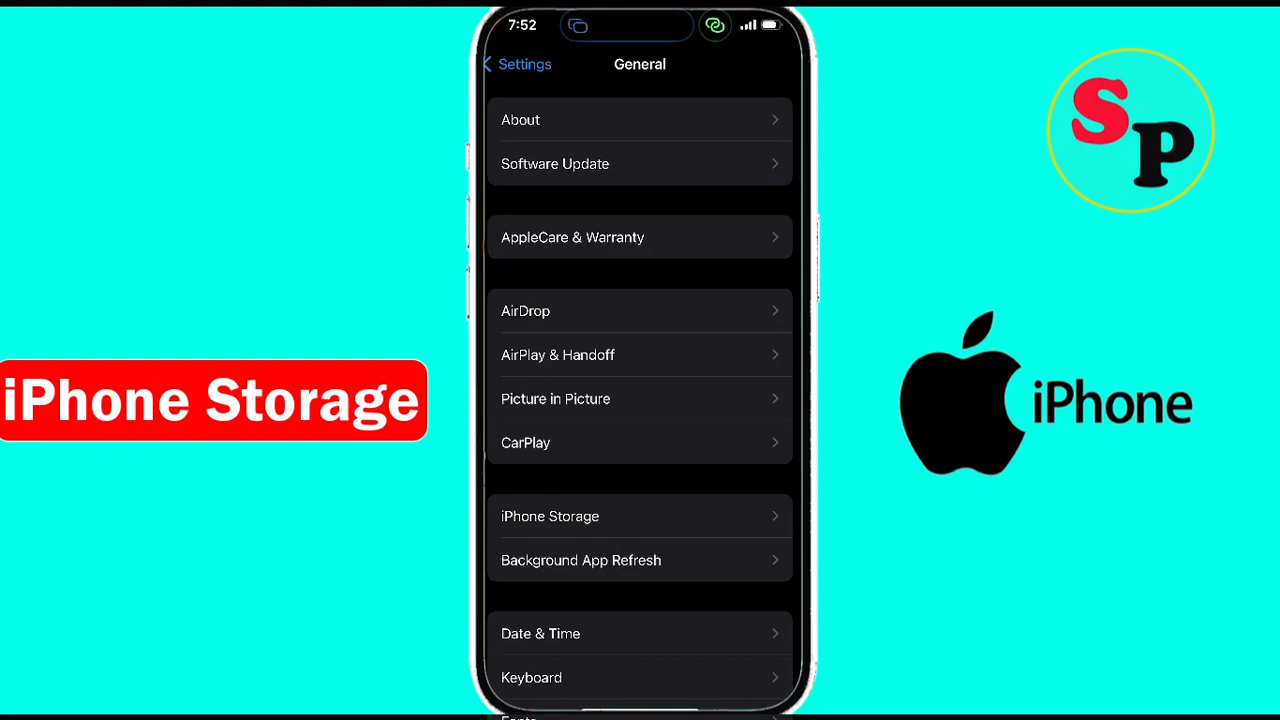 7:52
Settings
General
About
Software Update
AppleCare & Warranty
AirDrop
AirPlay & Handoff
Picture in Picture
CarPlay
iPhone Storage
Background App Refresh
Date & Time
Keyboard
Fonts
iPhone Storage
SP
iPhone